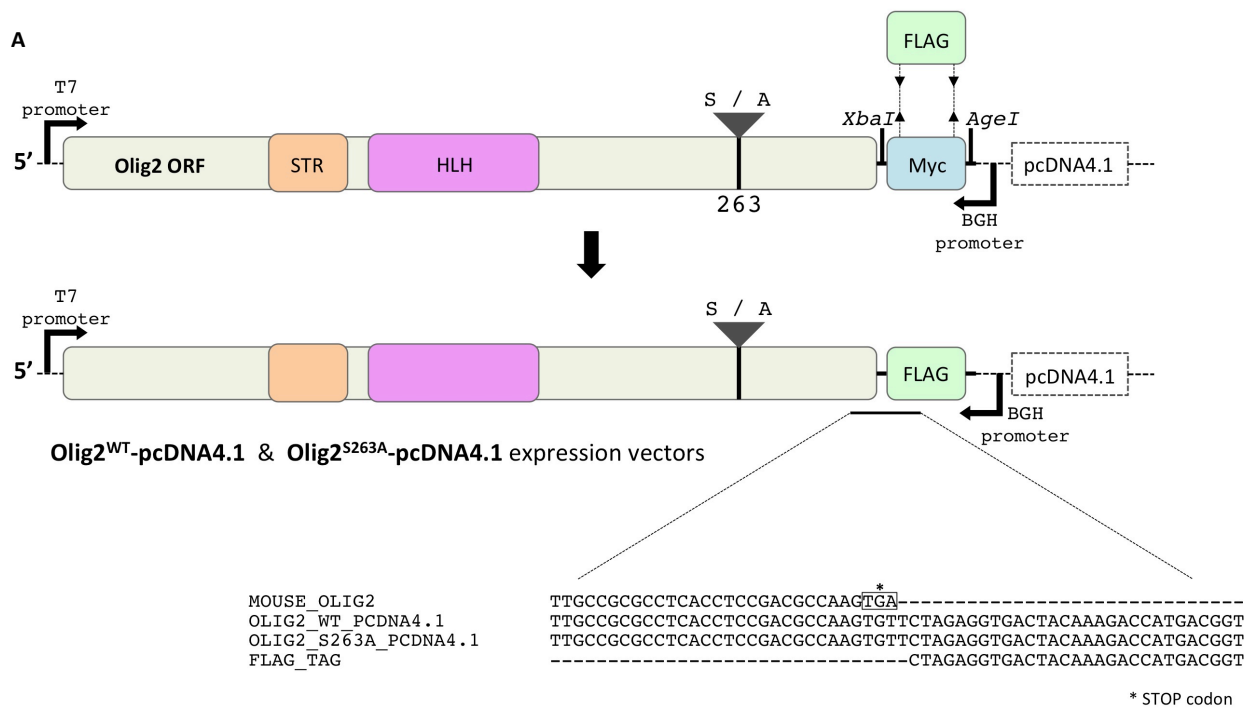 A
FLAG
T7
promoter
S / A
XbaI
AgeI
5’
Olig2 ORF
STR
HLH
Myc
pcDNA4.1
263
BGH
promoter
T7
promoter
S / A
5’
FLAG
pcDNA4.1
BGH
promoter
Olig2WT-pcDNA4.1 & Olig2S263A-pcDNA4.1 expression vectors
*
MOUSE_OLIG2 TTGCCGCGCCTCACCTCCGACGCCAAGTGA------------------------------
OLIG2_WT_PCDNA4.1 TTGCCGCGCCTCACCTCCGACGCCAAGTGTTCTAGAGGTGACTACAAAGACCATGACGGT
OLIG2_S263A_PCDNA4.1 TTGCCGCGCCTCACCTCCGACGCCAAGTGTTCTAGAGGTGACTACAAAGACCATGACGGT
FLAG_TAG -------------------------------CTAGAGGTGACTACAAAGACCATGACGGT
* STOP codon